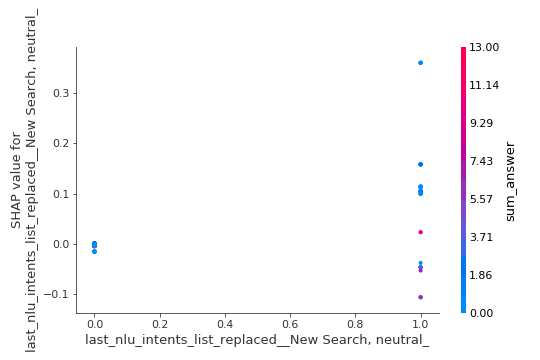 SHAP value for
last_nlu_intents_list_replaced__New Search, neutral_
0.3
0.2
0.1
0.0
−0.1
0.0 0.2 0.4 0.6 0.8 1.0
last_nlu_intents_list_replaced__New Search, neutral_
13.00
11.14
9.29
7.43
5.57
3.71
1.86
0.00
sum_answer